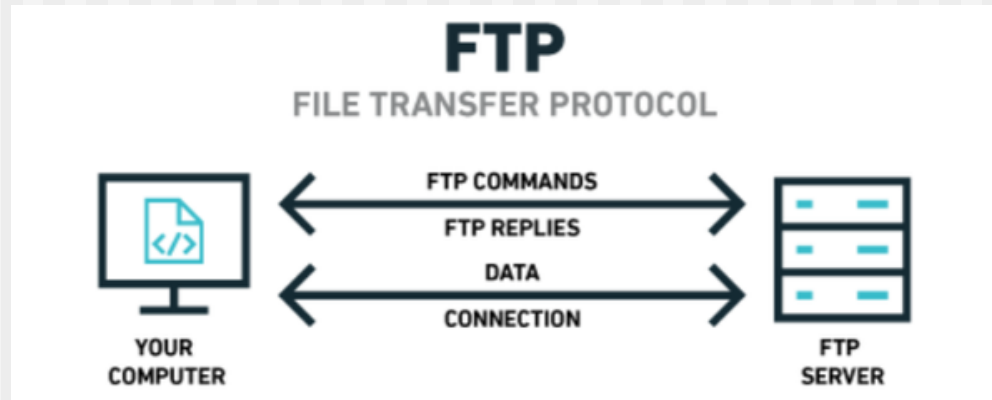 FTP
FILE TRANSFER PROTOCOL
FTP COMMANDS
FTP REPLIES
DATA
CONNECTION
</>
YOUR
COMPUTER
FTP
SERVER